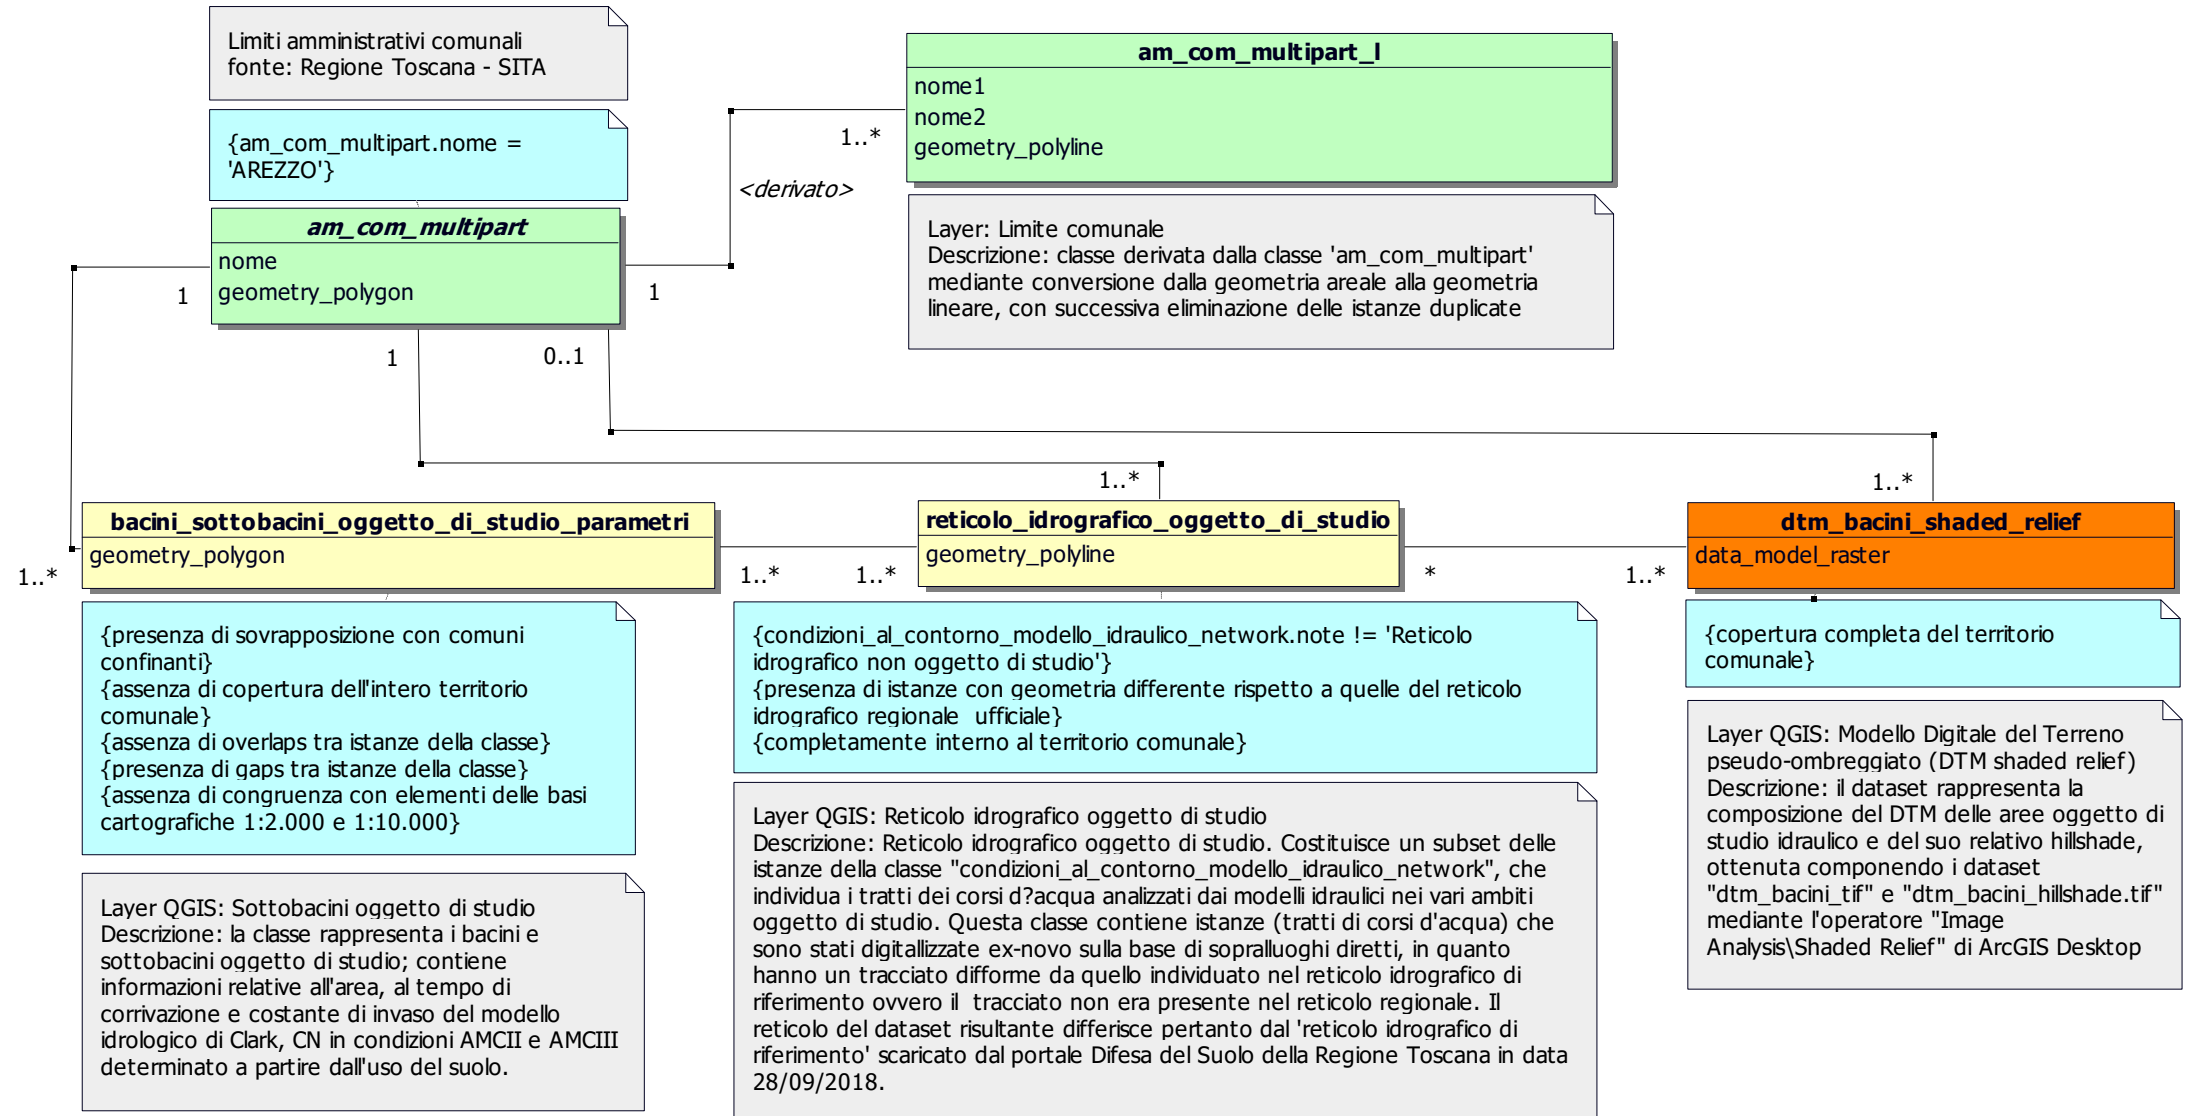 Limiti amministrativi comunali
fonte: Regione Toscana - SITA
{am_com_multipart.nome =
'AREZZO'}
am_com_multipart
nome
geometry_polygon
am_com_multipart_l
nome1
nome2
geometry_polyline
1..*
<derivato>
Layer: Limite comunale
Descrizione: classe derivata dalla classe 'am_com_multipart'
mediante conversione dalla geometria areale alla geometria
lineare, con successiva eliminazione delle istanze duplicate
1
1
1
0..1
1..*
1..*
bacini_sottobacini_oggetto_di_studio_parametri
geometry_polygon
reticolo_idrografico_oggetto_di_studio
geometry_polyline
dtm_bacini_shaded_relief
data_model_raster
1..*
1..*
1..*
*
1..*
{presenza di sovrapposizione con comuni
confinanti}
{assenza di copertura dell'intero territorio
comunale}
{assenza di overlaps tra istanze della classe}
{presenza di gaps tra istanze della classe}
{assenza di congruenza con elementi delle basi
cartografiche 1:2.000 e 1:10.000}
Layer QGIS: Sottobacini oggetto di studio
Descrizione: la classe rappresenta i bacini e
sottobacini oggetto di studio; contiene
informazioni relative all'area, al tempo di
corrivazione e costante di invaso del modello
idrologico di Clark, CN in condizioni AMCII e AMCIII
determinato a partire dall'uso del suolo.
{condizioni_al_contorno_modello_idraulico_network.note != 'Reticolo
idrografico non oggetto di studio'}
{presenza di istanze con geometria differente rispetto a quelle del reticolo
idrografico regionale  ufficiale}
{completamente interno al territorio comunale}
Layer QGIS: Reticolo idrografico oggetto di studio
Descrizione: Reticolo idrografico oggetto di studio. Costituisce un subset delle
istanze della classe "condizioni_al_contorno_modello_idraulico_network", che
individua i tratti dei corsi d?acqua analizzati dai modelli idraulici nei vari ambiti
oggetto di studio. Questa classe contiene istanze (tratti di corsi d'acqua) che
sono stati digitallizzate ex-novo sulla base di sopralluoghi diretti, in quanto
hanno un tracciato difforme da quello individuato nel reticolo idrografico di
riferimento ovvero il  tracciato non era presente nel reticolo regionale. Il
reticolo del dataset risultante differisce pertanto dal 'reticolo idrografico di
riferimento' scaricato dal portale Difesa del Suolo della Regione Toscana in data
28/09/2018.
{copertura completa del territorio
comunale}
Layer QGIS: Modello Digitale del Terreno
pseudo-ombreggiato (DTM shaded relief)
Descrizione: il dataset rappresenta la
composizione del DTM delle aree oggetto di
studio idraulico e del suo relativo hillshade,
ottenuta componendo i dataset
"dtm_bacini_tif" e "dtm_bacini_hillshade.tif"
mediante l'operatore "Image
Analysis\Shaded Relief" di ArcGIS Desktop